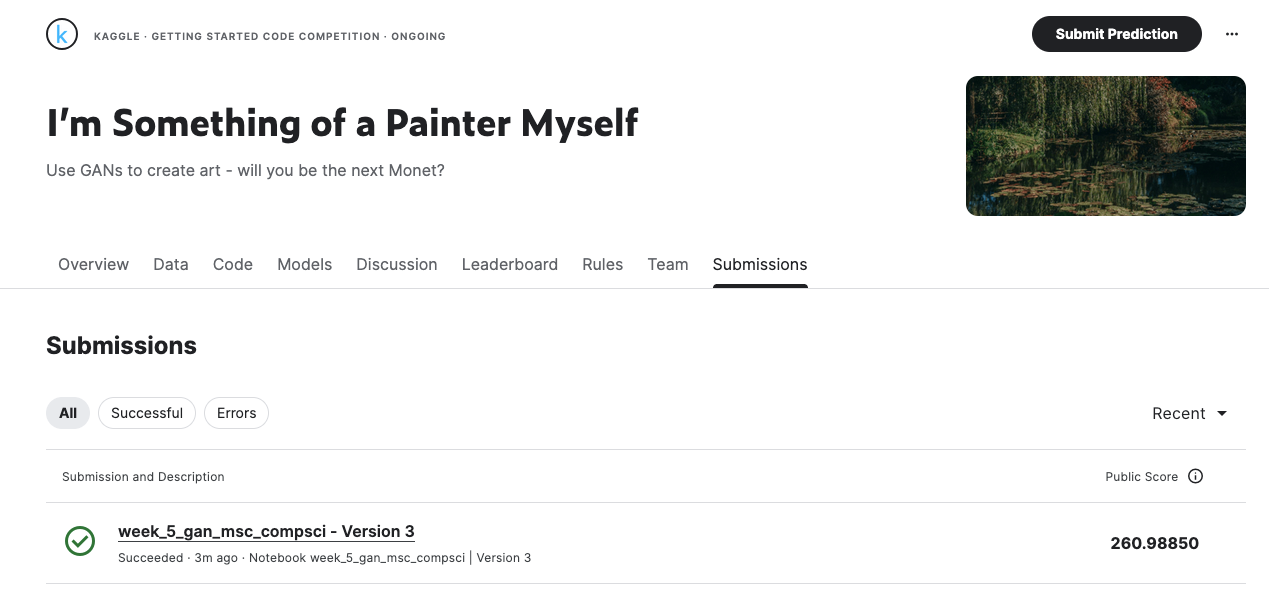 k
KAGGLE · GETTING STARTED CODE COMPETITION · ONGOING
Submit Prediction
I’m Something of a Painter Myself
Use GANs to create art - will you be the next Monet?
Overview Data Code Models Discussion Leaderboard Rules Team Submissions
Submissions
All Successful Errors Recent
Submission and Description Public Score
week_5_gan_msc_compsci - Version 3
260.98850
Succeeded · 3m ago · Notebook week_5_gan_msc_compsci | Version 3